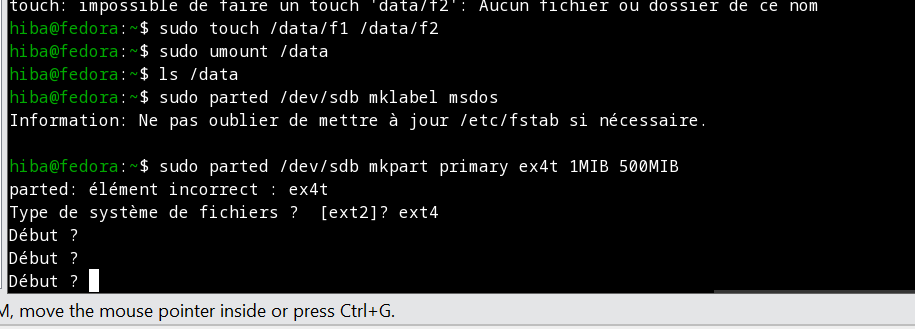 touch: impossible de faire un touch 'data/f2': Aucun fichier ou dossier de ce nom
hiba@fedora:~$ sudo touch /data/f1 /data/f2
hiba@fedora:~$ sudo umount /data
hiba@fedora:~$ ls /data
hiba@fedora:~$ sudo parted /dev/sdb mklabel msdos
Information: Ne pas oublier de mettre à jour /etc/fstab si nécessaire.
hiba@fedora:~$ sudo parted /dev/sdb mkpart primary ex4t 1MIB 500MIB
parted: élément incorrect : ex4t
Type de système de fichiers ?  [ext2]? ext4
Début ?
Début ?
Début ?
M, move the mouse pointer inside or press Ctrl+G.